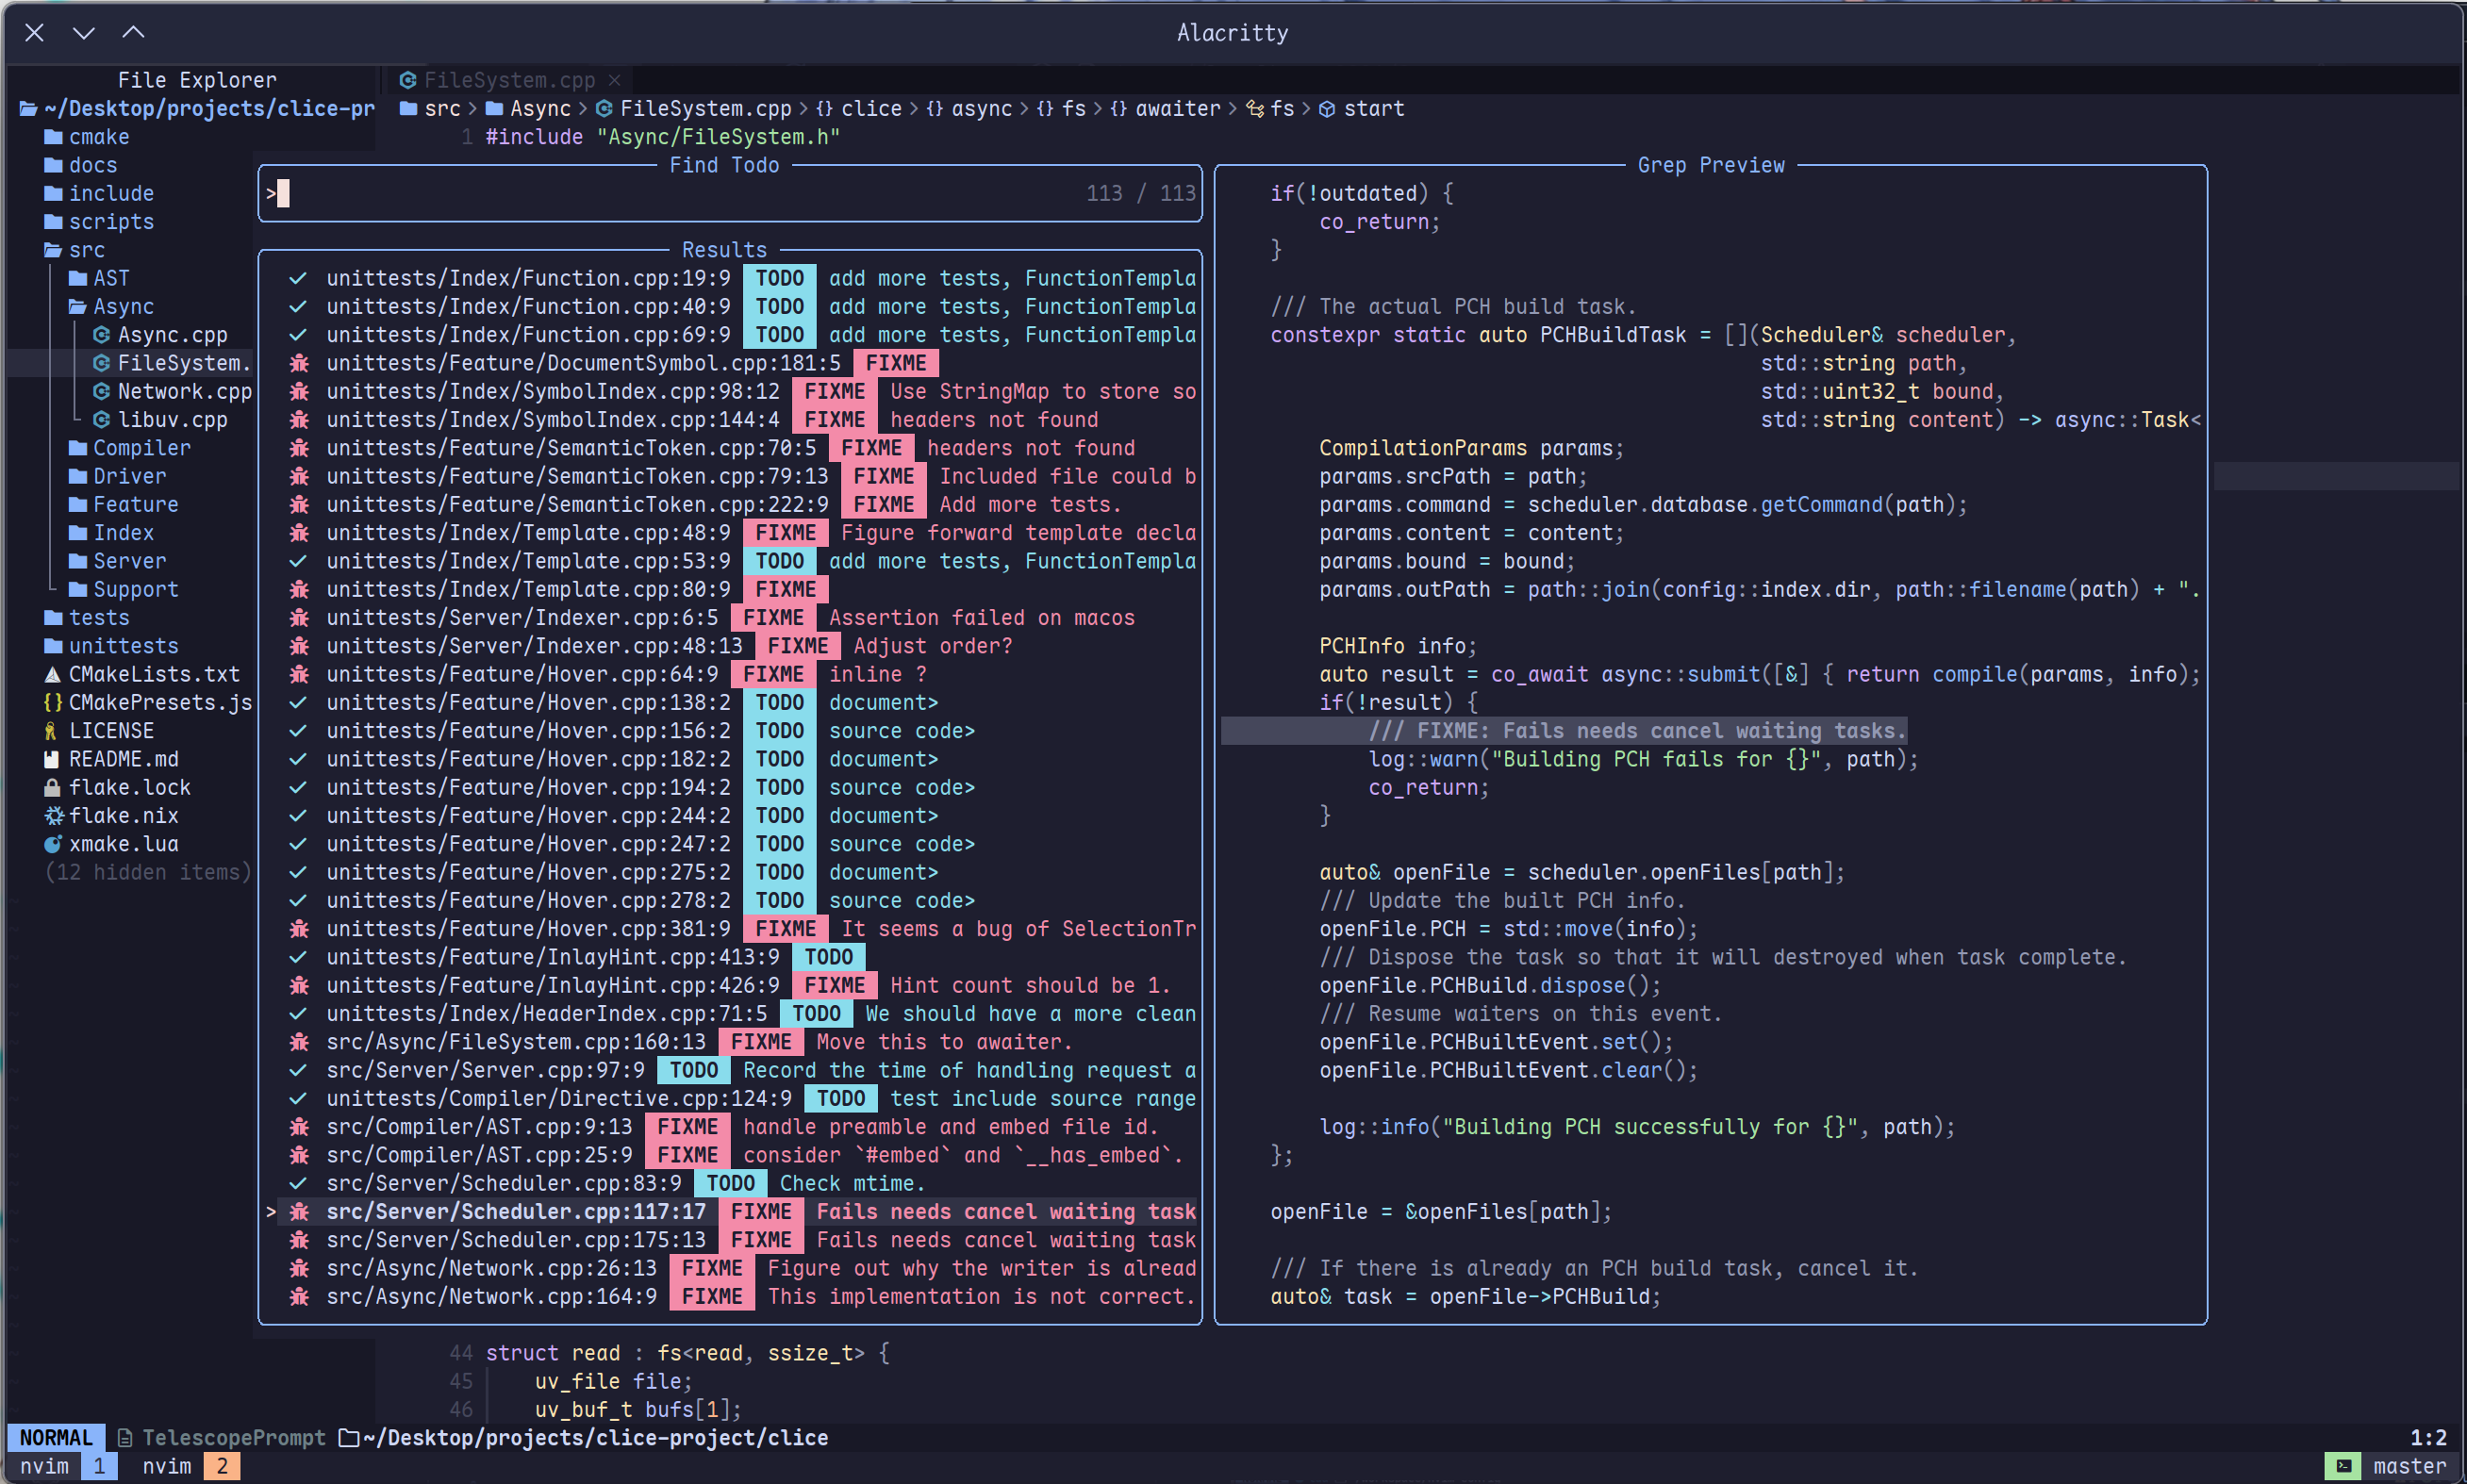 Alacritty
File Explorer
~/Desktop/projects/clice-pr
cmake
docs
include
scripts
src
AST
Async
Async.cpp
FileSystem.
Network.cpp
libuv.cpp
Compiler
Driver
Feature
Index
Server
Support
tests
unittests
CMakeLists.txt
{} CMakePresets.js
LICENSE
README.md
flake.lock
flake.nix
xmake.lua
(12 hidden items)
FileSystem.cpp ×
src > Async > FileSystem.cpp > {} clice > {} async > {} fs > {} awaiter > fs > start
1 #include "Async/FileSystem.h"
Find Todo
> 113 / 113
Results
unittests/Index/Function.cpp:19:9 TODO add more tests, FunctionTempla
unittests/Index/Function.cpp:40:9 TODO add more tests, FunctionTempla
unittests/Index/Function.cpp:69:9 TODO add more tests, FunctionTempla
unittests/Feature/DocumentSymbol.cpp:181:5 FIXME
unittests/Index/SymbolIndex.cpp:98:12 FIXME Use StringMap to store so
unittests/Index/SymbolIndex.cpp:144:4 FIXME headers not found
unittests/Feature/SemanticToken.cpp:70:5 FIXME headers not found
unittests/Feature/SemanticToken.cpp:79:13 FIXME Included file could b
unittests/Feature/SemanticToken.cpp:222:9 FIXME Add more tests.
unittests/Index/Template.cpp:48:9 FIXME Figure forward template decla
unittests/Index/Template.cpp:53:9 TODO add more tests, FunctionTempla
unittests/Index/Template.cpp:80:9 FIXME
unittests/Server/Indexer.cpp:6:5 FIXME Assertion failed on macos
unittests/Server/Indexer.cpp:48:13 FIXME Adjust order?
unittests/Feature/Hover.cpp:64:9 FIXME inline ?
unittests/Feature/Hover.cpp:138:2 TODO document>
unittests/Feature/Hover.cpp:156:2 TODO source code>
unittests/Feature/Hover.cpp:182:2 TODO document>
unittests/Feature/Hover.cpp:194:2 TODO source code>
unittests/Feature/Hover.cpp:244:2 TODO document>
unittests/Feature/Hover.cpp:247:2 TODO source code>
unittests/Feature/Hover.cpp:275:2 TODO document>
unittests/Feature/Hover.cpp:278:2 TODO source code>
unittests/Feature/Hover.cpp:381:9 FIXME It seems a bug of SelectionTr
unittests/Feature/InlayHint.cpp:413:9 TODO
unittests/Feature/InlayHint.cpp:426:9 FIXME Hint count should be 1.
unittests/Index/HeaderIndex.cpp:71:5 TODO We should have a more clean
src/Async/FileSystem.cpp:160:13 FIXME Move this to awaiter.
src/Server/Server.cpp:97:9 TODO Record the time of handling request a
unittests/Compiler/Directive.cpp:124:9 TODO test include source range
src/Compiler/AST.cpp:9:13 FIXME handle preamble and embed file id.
src/Compiler/AST.cpp:25:9 FIXME consider `#embed` and `__has_embed`.
src/Server/Scheduler.cpp:83:9 TODO Check mtime.
> src/Server/Scheduler.cpp:117:17 FIXME Fails needs cancel waiting task
src/Server/Scheduler.cpp:175:13 FIXME Fails needs cancel waiting task
src/Async/Network.cpp:26:13 FIXME Figure out why the writer is alread
src/Async/Network.cpp:164:9 FIXME This implementation is not correct.
Grep Preview
if(!outdated) {
co_return;
}
/// The actual PCH build task.
constexpr static auto PCHBuildTask = [](Scheduler& scheduler,
std::string path,
std::uint32_t bound,
std::string content) -> async::Task<
CompilationParams params;
params.srcPath = path;
params.command = scheduler.database.getCommand(path);
params.content = content;
params.bound = bound;
params.outPath = path::join(config::index.dir, path::filename(path) + ".
PCHInfo info;
auto result = co_await async::submit([&] { return compile(params, info);
if(!result) {
/// FIXME: Fails needs cancel waiting tasks.
log::warn("Building PCH fails for {}", path);
co_return;
}
auto& openFile = scheduler.openFiles[path];
/// Update the built PCH info.
openFile.PCH = std::move(info);
/// Dispose the task so that it will destroyed when task complete.
openFile.PCHBuild.dispose();
/// Resume waiters on this event.
openFile.PCHBuiltEvent.set();
openFile.PCHBuiltEvent.clear();
log::info("Building PCH successfully for {}", path);
};
openFile = &openFiles[path];
/// If there is already an PCH build task, cancel it.
auto& task = openFile->PCHBuild;
44 struct read : fs<read, ssize_t> {
45 uv_file file;
46 uv_buf_t bufs[1];
NORMAL TelescopePrompt ~/Desktop/projects/clice-project/clice 1:2
nvim 1 nvim 2 master